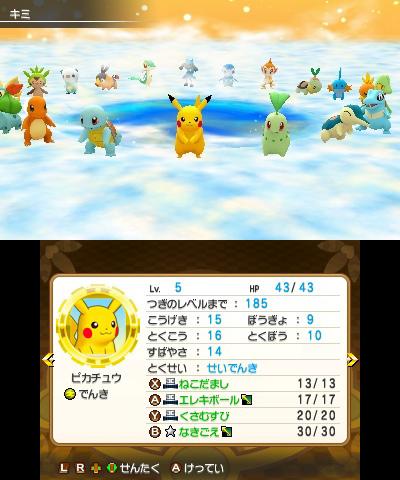 キミ
Lv. 5 HP 43/43
つぎのレベルまで : 185
こうげき : 15 ぼうぎょ : 9
とくこう : 16 とくぼう : 10
すばやさ : 14
とくせい : せいでんき
ピカチュウ
でんき
X ねこだまし 13/13
A エレキボール 17/17
Y くさむすび 20/20
B なきごえ 30/30
L R せんたく A けってい